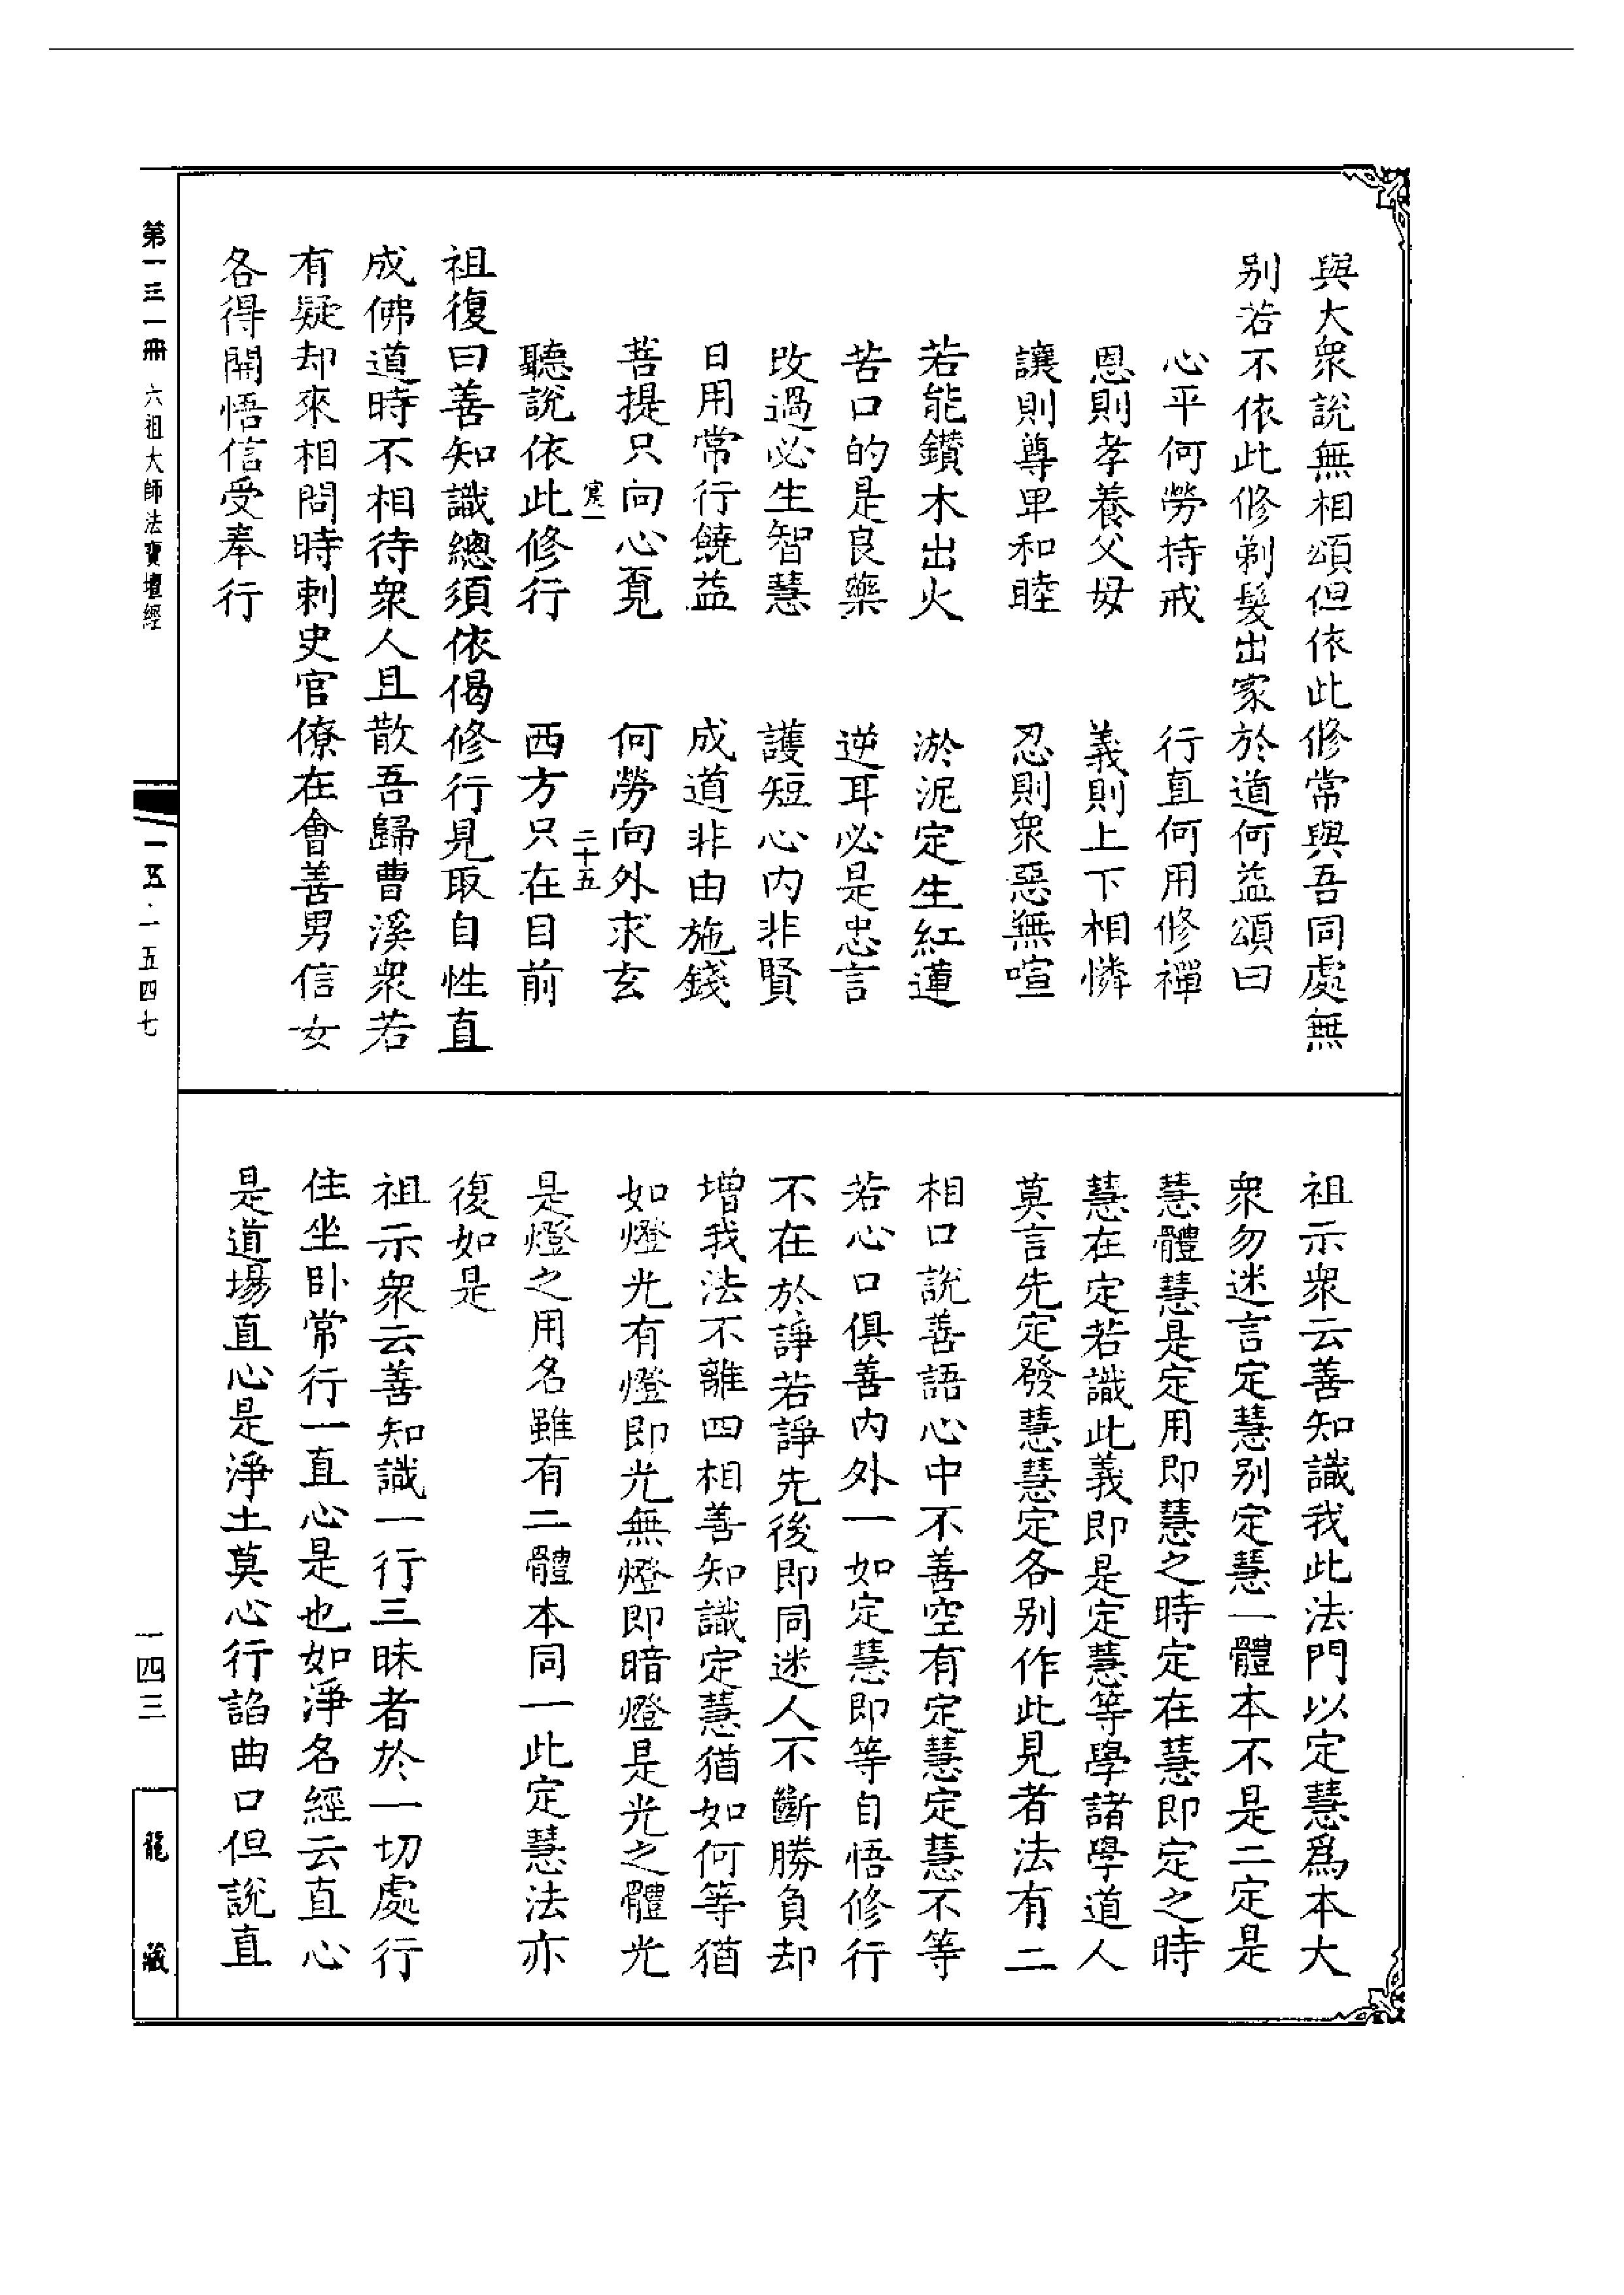 與大衆說無相頌但依此修常與吾同處無
别若不依此修剃髮出家於道何益頌曰
心平何勞持戒　行直何用修禪
恩則孝養父母　義則上下相憐
讓則尊卑和睦　忍則衆惡無喧
若能鑽木出火　淤泥定生紅蓮
苦口的是良藥　逆耳必是忠言
改過必生智慧　護短心内非賢
日用常行饒益　成道非由施錢
菩提只向心覓　何勞向外求玄
寔一　二十五
聽說依此修行　西方只在目前
祖復曰善知識總須依偈修行見取自性直
成佛道時不相待衆人且散吾歸曹溪衆若
有疑却來相問時刺史官僚在會善男信女
各得開悟信受奉行
祖示衆云善知識我此法門以定慧爲本大
衆勿迷言定慧别定慧一體本不是二定是
慧體慧是定用即慧之時定在慧即定之時
慧在定若識此義即是定慧等學諸學道人
莫言先定發慧慧定各别作此見者法有二
相口說善語心中不善空有定慧定慧不等
若心口俱善内外一如定慧即等自悟修行
不在於諍若諍先後即同迷人不斷勝負却
增我法不離四相善知識定慧猶如何等猶
如燈光有燈即光無燈即暗燈是光之體光
是燈之用名雖有二體本同一此定慧法亦
復如是
祖示衆云善知識一行三昧者於一切處行
住坐卧常行一直心是也如淨名經云直心
是道場直心是淨土莫心行諂曲口但說直
第一三一冊　六祖大師法寶壇經
一五·一五四七
一四三
龍藏